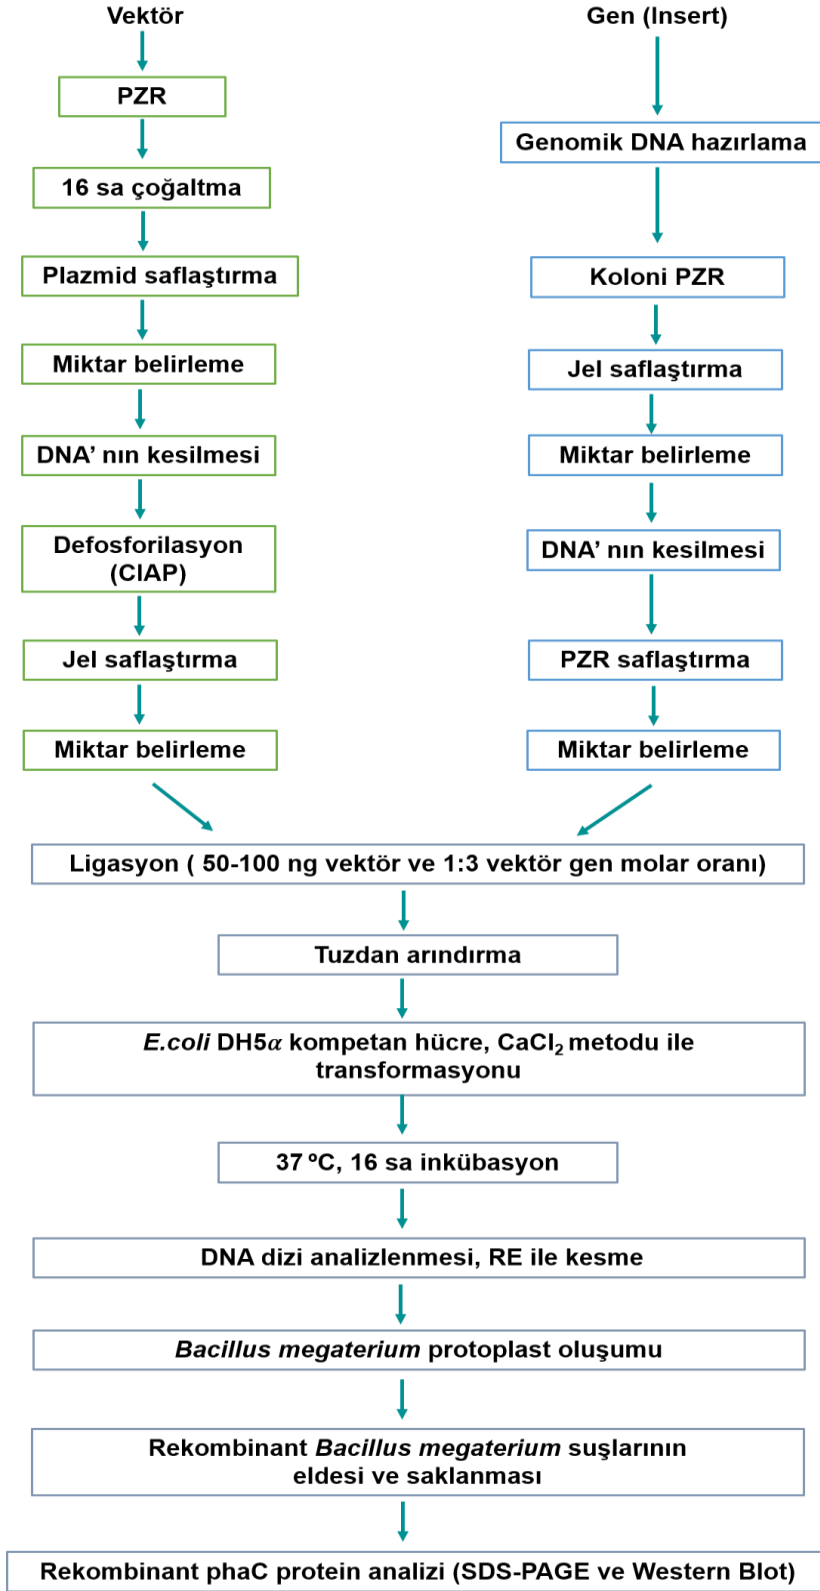 Vektör
PZR
16 sa çoğaltma
Plazmid saflaştırma
Miktar belirleme
DNA’ nın kesilmesi
Defosforilasyon
(CIAP)
Jel saflaştırma
Miktar belirleme
Gen (Insert)
Genomik DNA hazırlama
Koloni PZR
Jel saflaştırma
Miktar belirleme
DNA’ nın kesilmesi
PZR saflaştırma
Miktar belirleme
Ligasyon ( 50-100 ng vektör ve 1:3 vektör gen molar oranı)
Tuzdan arındırma
E.coli DH5α kompetan hücre, CaCl₂ metodu ile
transformasyonu
37 ºC, 16 sa inkübasyon
DNA dizi analizlenmesi, RE ile kesme
Bacillus megaterium protoplast oluşumu
Rekombinant Bacillus megaterium suşlarının
eldesi ve saklanması
Rekombinant phaC protein analizi (SDS-PAGE ve Western Blot)